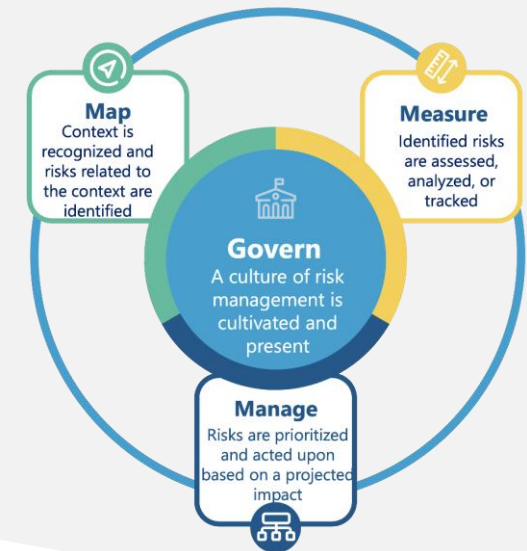 Map
Context is
recognized and
risks related to
the context are
identified
Measure
Identified risks
are assessed,
analyzed, or
tracked
Govern
A culture of risk
management is
cultivated and
present
Manage
Risks are prioritized
and acted upon
based on a projected
impact